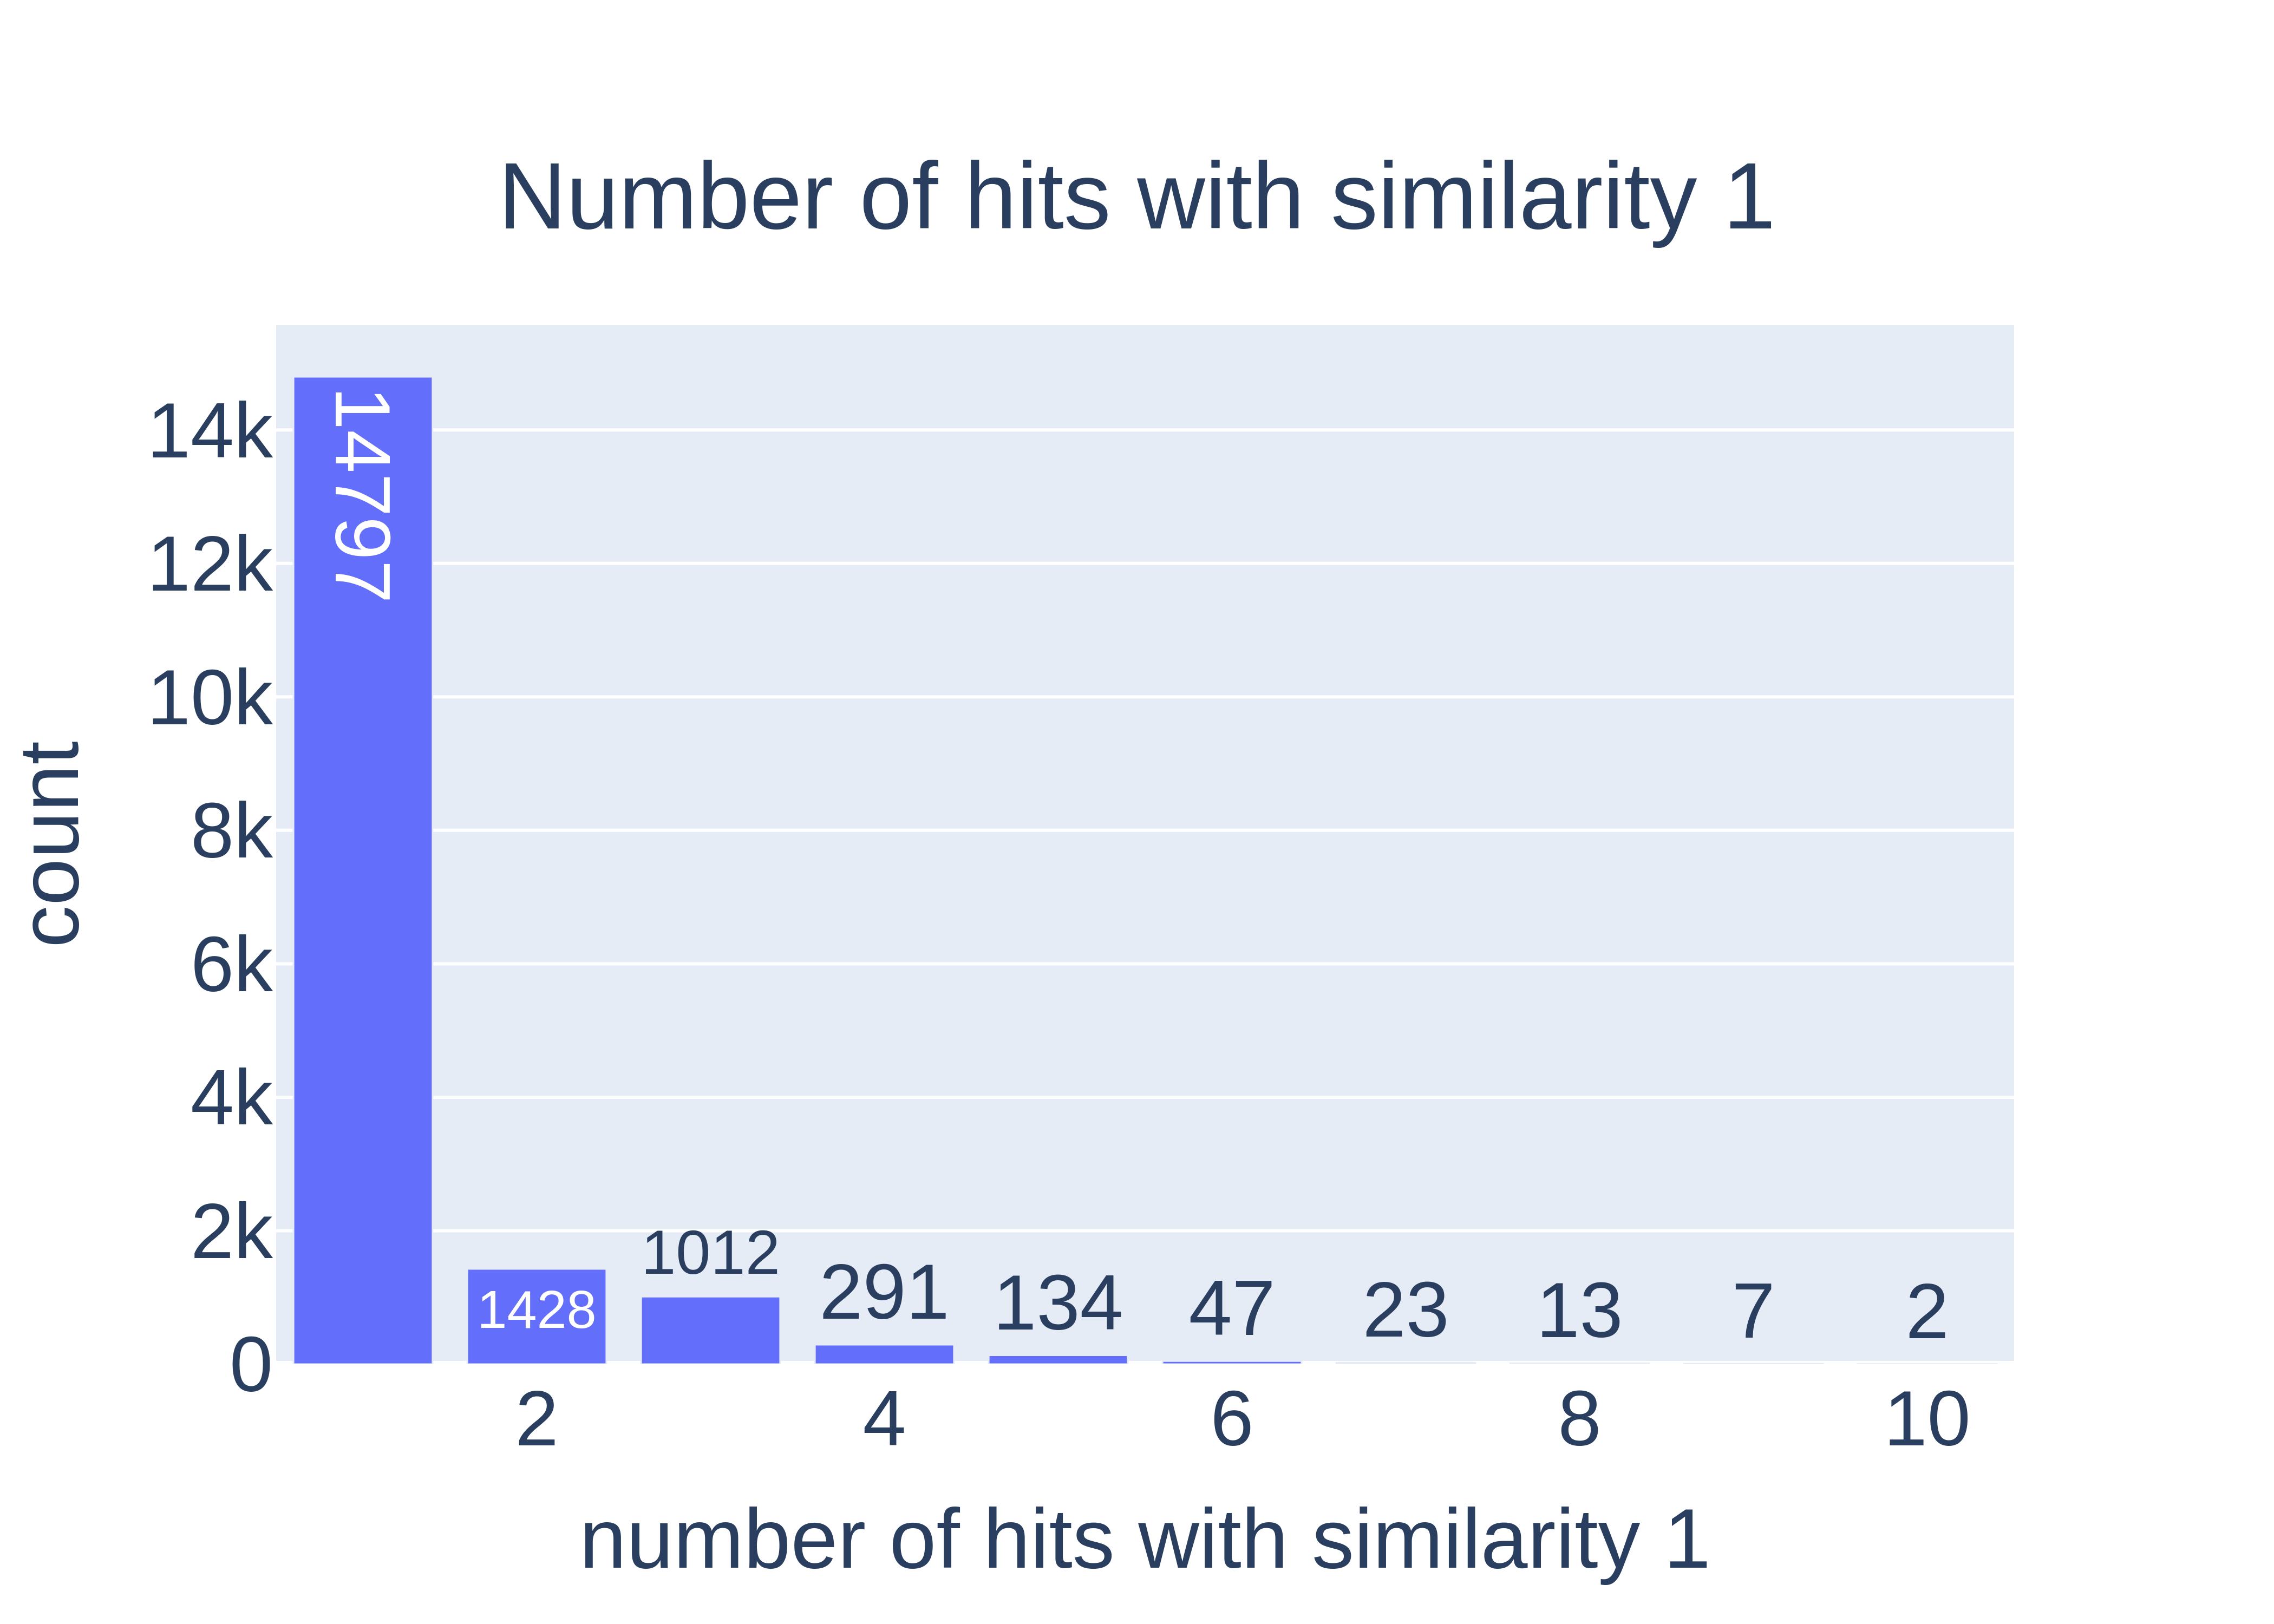 Number of hits with similarity 1
14k
12k
10k
8k
6k
4k
2k
0
count
14797
1428
1012
291
134
47
23
13
7
2
2
4
6
8
10
number of hits with similarity 1